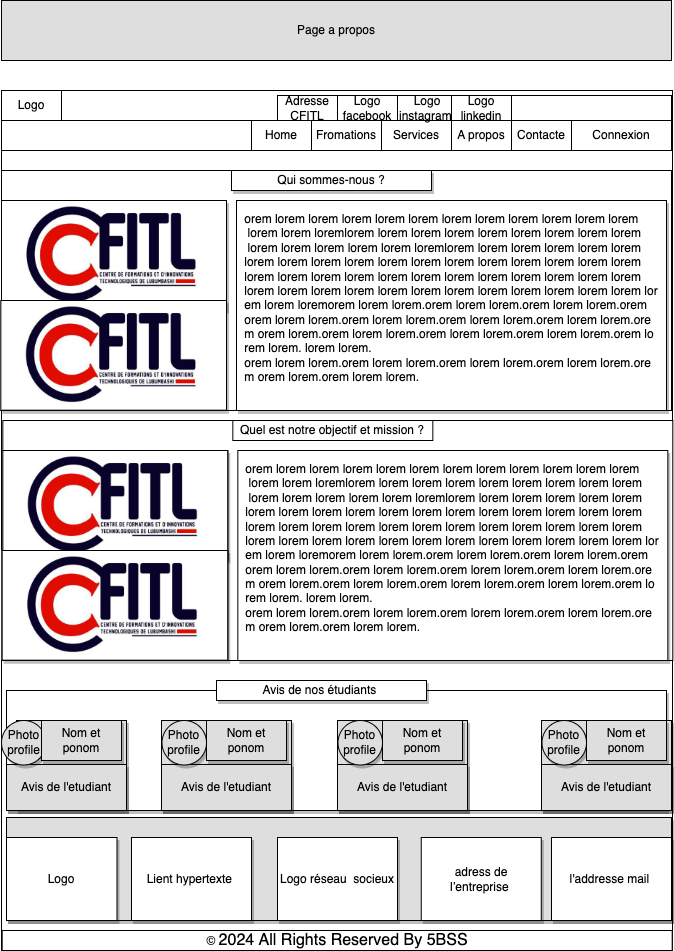 Page a propos
Logo
Adresse
CFITL
Logo
facebook
Logo
instagram
Logo
linkedin
Home
Fromations
Services
A propos
Contacte
Connexion
Qui sommes-nous ?
CFITL
CENTRE DE FORMATIONS ET D'INNOVATIONS
TECHNOLOGIQUES DE LUBUMBASHI
CFITL
CENTRE DE FORMATIONS ET D'INNOVATIONS
TECHNOLOGIQUES DE LUBUMBASHI
orem lorem lorem lorem lorem lorem lorem lorem lorem lorem lorem lorem
lorem lorem loremlorem lorem lorem lorem lorem lorem lorem lorem lorem
lorem lorem lorem lorem lorem loremlorem lorem lorem lorem lorem lorem
lorem lorem lorem lorem lorem lorem lorem lorem lorem lorem lorem lorem
lorem lorem lorem lorem lorem lorem lorem lorem lorem lorem lorem lorem
lorem lorem lorem lorem lorem lorem lorem lorem lorem lorem lorem lorem lor
em lorem loremorem lorem lorem.orem lorem lorem.orem lorem lorem.orem
orem lorem lorem.orem lorem lorem.orem lorem lorem.orem lorem lorem.ore
m orem lorem.orem lorem lorem.orem lorem lorem.orem lorem lorem.orem lo
rem lorem. lorem lorem.
orem lorem lorem.orem lorem lorem.orem lorem lorem.orem lorem lorem.ore
m orem lorem.orem lorem lorem.
Quel est notre objectif et mission ?
CFITL
CENTRE DE FORMATIONS ET D'INNOVATIONS
TECHNOLOGIQUES DE LUBUMBASHI
CFITL
CENTRE DE FORMATIONS ET D'INNOVATIONS
TECHNOLOGIQUES DE LUBUMBASHI
orem lorem lorem lorem lorem lorem lorem lorem lorem lorem lorem lorem
lorem lorem loremlorem lorem lorem lorem lorem lorem lorem lorem lorem
lorem lorem lorem lorem lorem loremlorem lorem lorem lorem lorem lorem
lorem lorem lorem lorem lorem lorem lorem lorem lorem lorem lorem lorem
lorem lorem lorem lorem lorem lorem lorem lorem lorem lorem lorem lorem
lorem lorem lorem lorem lorem lorem lorem lorem lorem lorem lorem lorem lor
em lorem loremorem lorem lorem.orem lorem lorem.orem lorem lorem.orem
orem lorem lorem.orem lorem lorem.orem lorem lorem.orem lorem lorem.ore
m orem lorem.orem lorem lorem.orem lorem lorem.orem lorem lorem.orem lo
rem lorem. lorem lorem.
orem lorem lorem.orem lorem lorem.orem lorem lorem.orem lorem lorem.ore
m orem lorem.orem lorem lorem.
Avis de nos étudiants
Photo
profile
Nom et
ponom
Avis de l'etudiant
Photo
profile
Nom et
ponom
Avis de l'etudiant
Photo
profile
Nom et
ponom
Avis de l'etudiant
Photo
profile
Nom et
ponom
Avis de l'etudiant
Logo
Lient hypertexte
Logo réseau socieux
adress de
l'entreprise
l'addresse mail
© 2024 All Rights Reserved By 5BSS